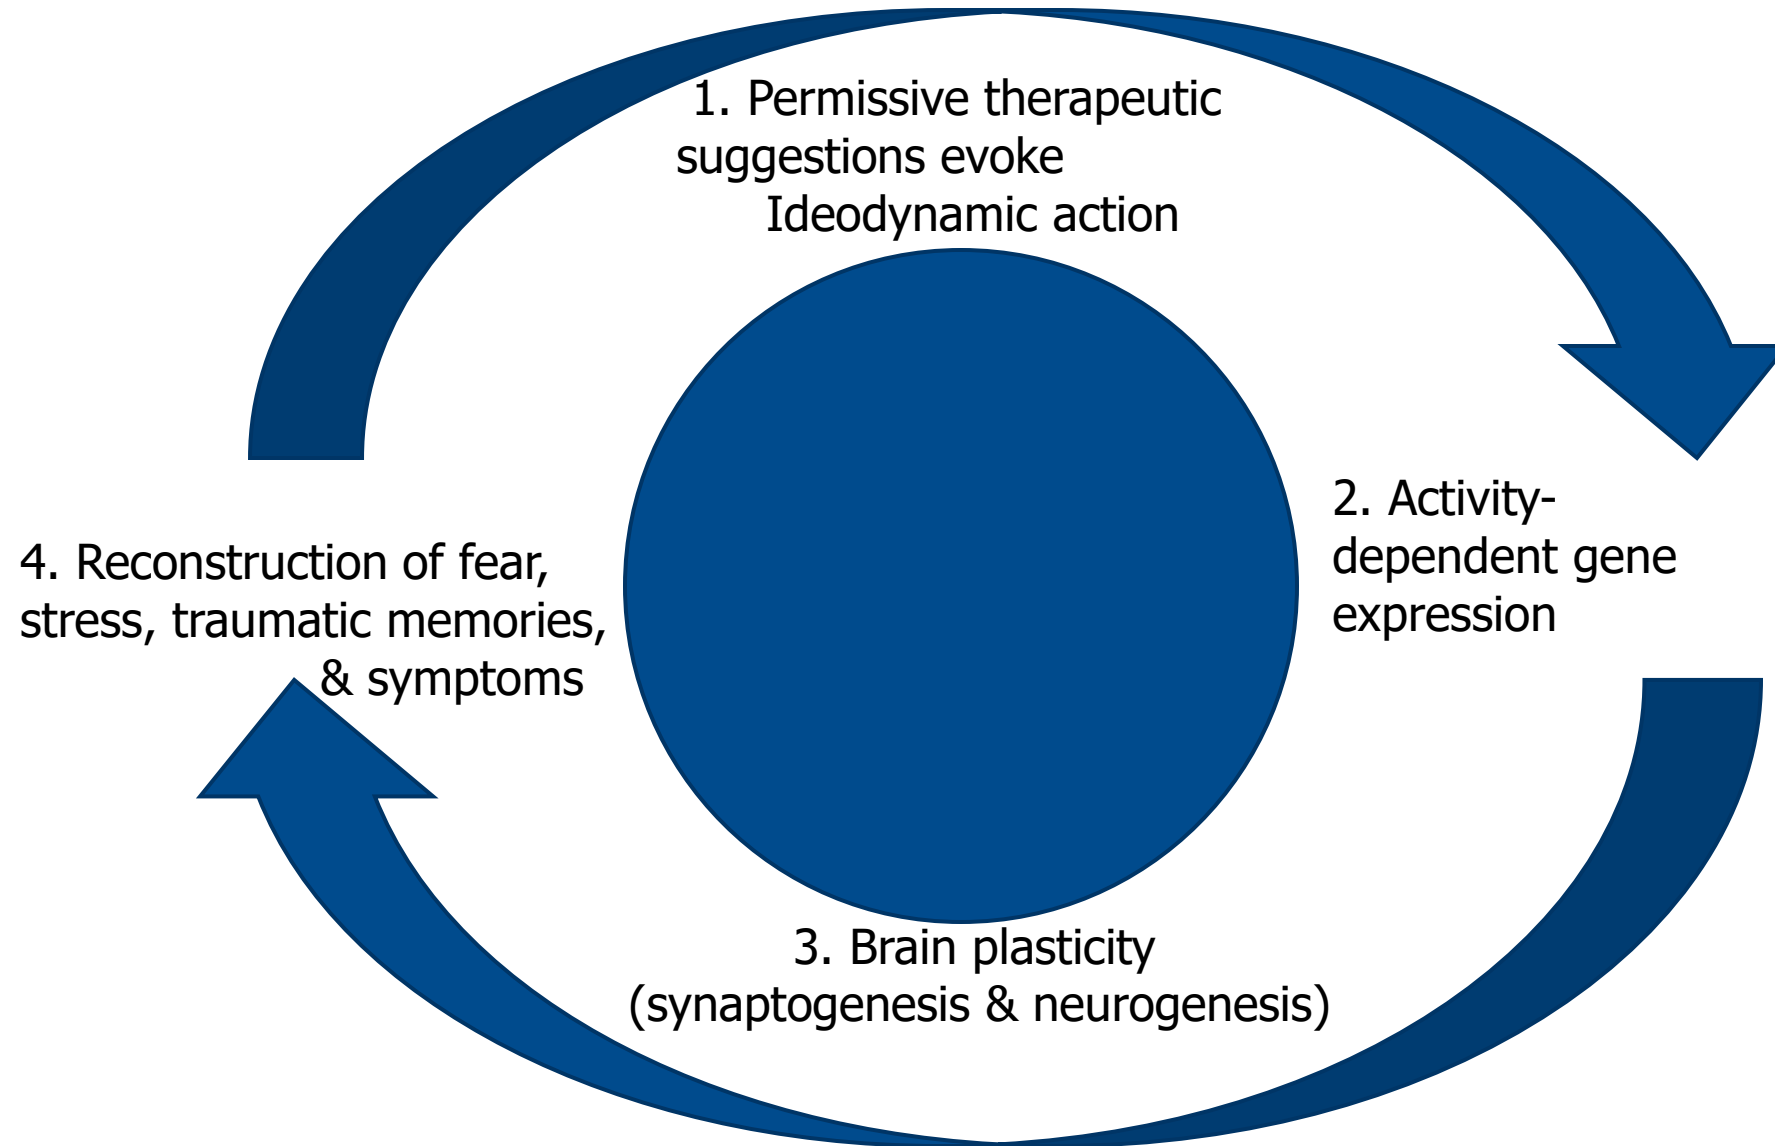 1. Permissive therapeutic
suggestions evoke
Ideodynamic action
2. Activity-
dependent gene
expression
3. Brain plasticity
(synaptogenesis & neurogenesis)
4. Reconstruction of fear,
stress, traumatic memories,
& symptoms